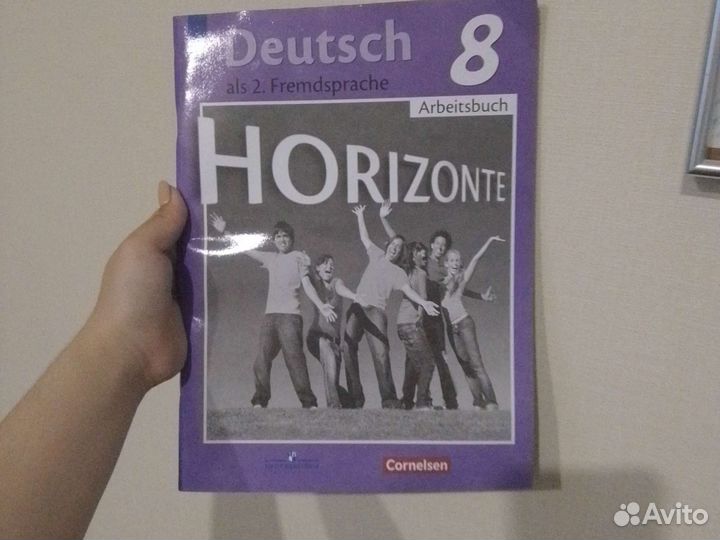 Deutsch 8
als 2. Fremdsprache
Arbeitsbuch
HORIZONTE
Cornelsen
Avito